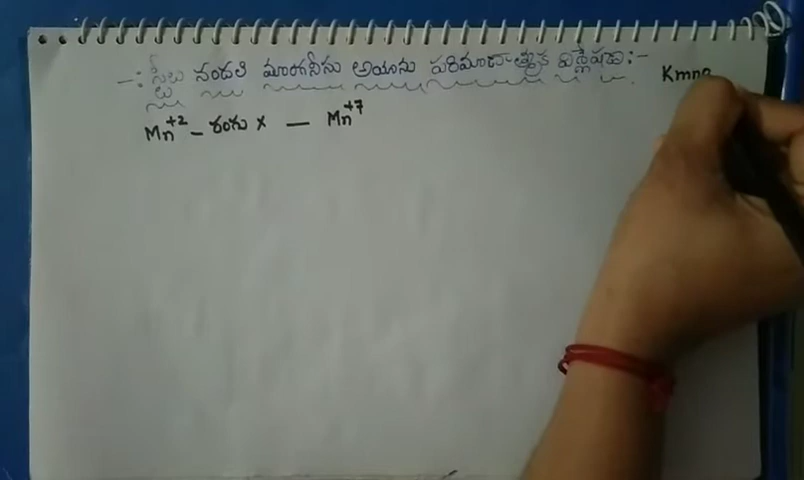 -: స్టీలు నందలి మాంగనీసు అయాను పరిమాణాత్మక విశ్లేషణ:-
Kmno
Mn+2 - రంగు x — Mn+7